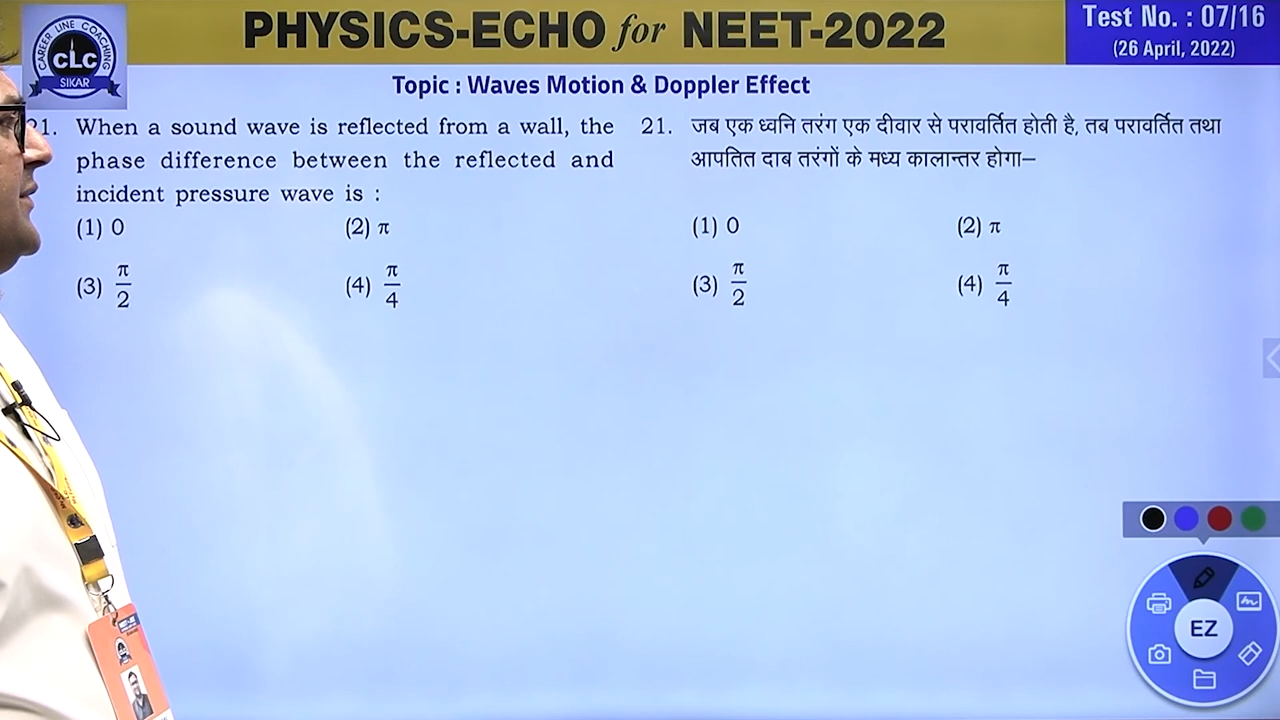 PHYSICS-ECHO for NEET-2022
Test No. : 07/16
(26 April, 2022)
CAREER LINE COACHING
CLC
SIKAR
Topic : Waves Motion & Doppler Effect
21. When a sound wave is reflected from a wall, the
phase difference between the reflected and
incident pressure wave is :
(1) 0 (2) π
(3) π/2 (4) π/4
21. जब एक ध्वनि तरंग एक दीवार से परावर्तित होती है, तब परावर्तित तथा
आपतित दाब तरंगों के मध्य कालान्तर होगा–
(1) 0 (2) π
(3) π/2 (4) π/4
EZ